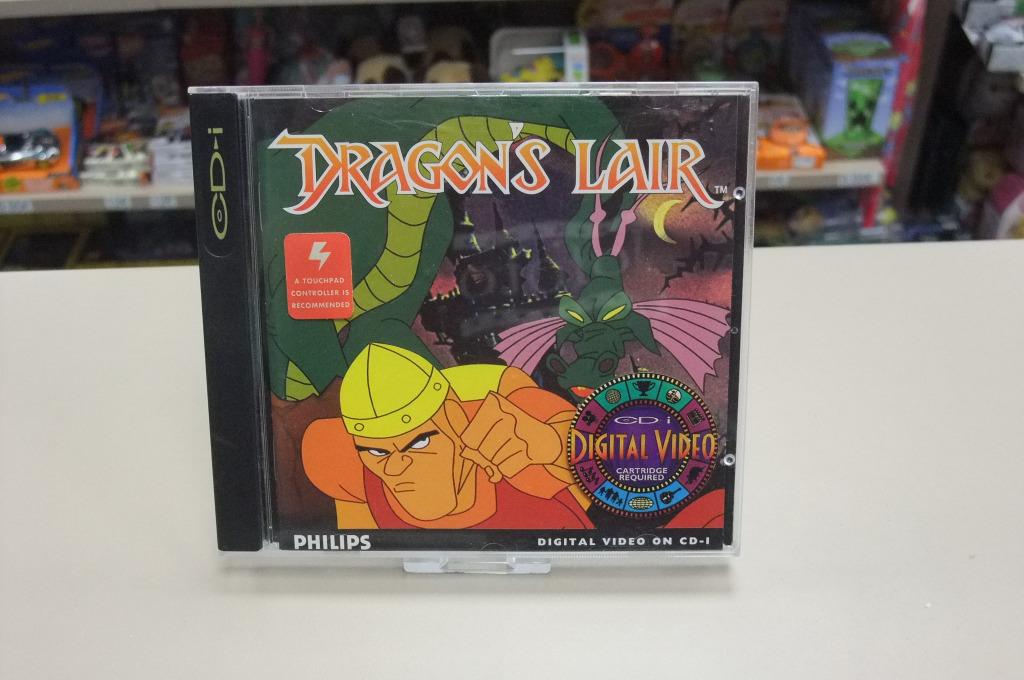 CD-i
DRAGON'S LAIR TM
A TOUCHPAD
CONTROLLER IS
RECOMMENDED
CD i
DIGITAL VIDEO
CARTRIDGE
REQUIRED
PHILIPS
DIGITAL VIDEO ON CD-I